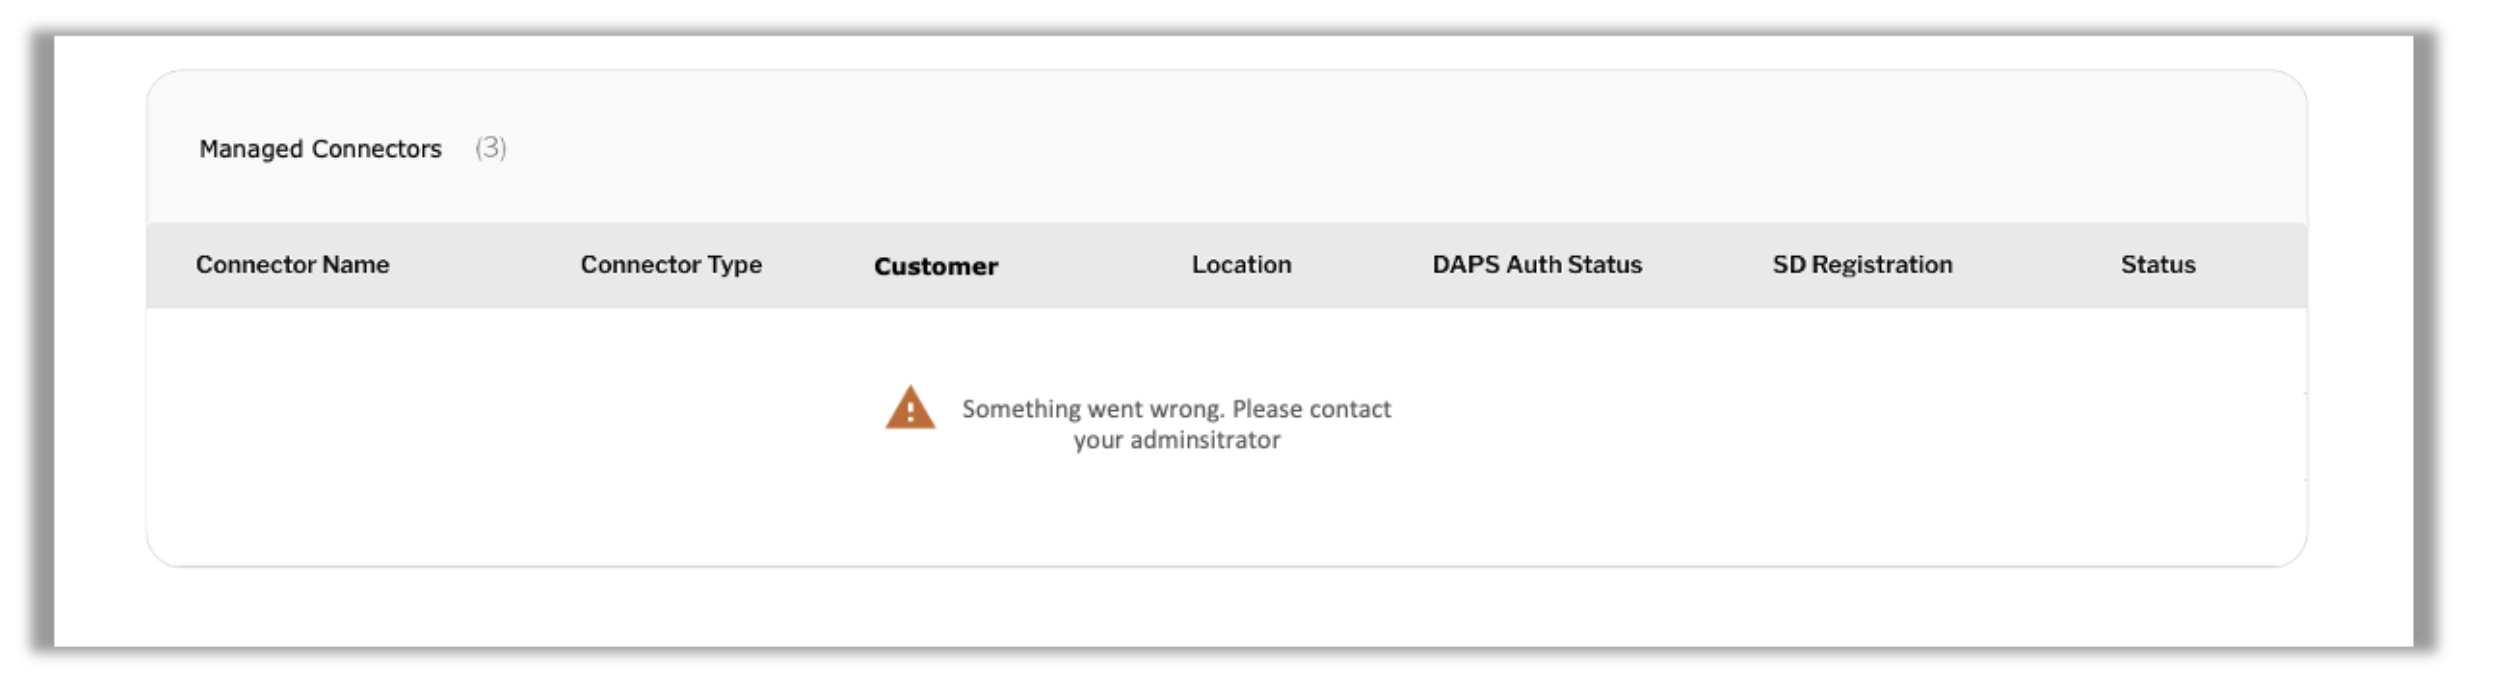 Managed Connectors (3)
Connector Name Connector Type Customer Location DAPS Auth Status SD Registration Status
Something went wrong. Please contact
your adminsitrator